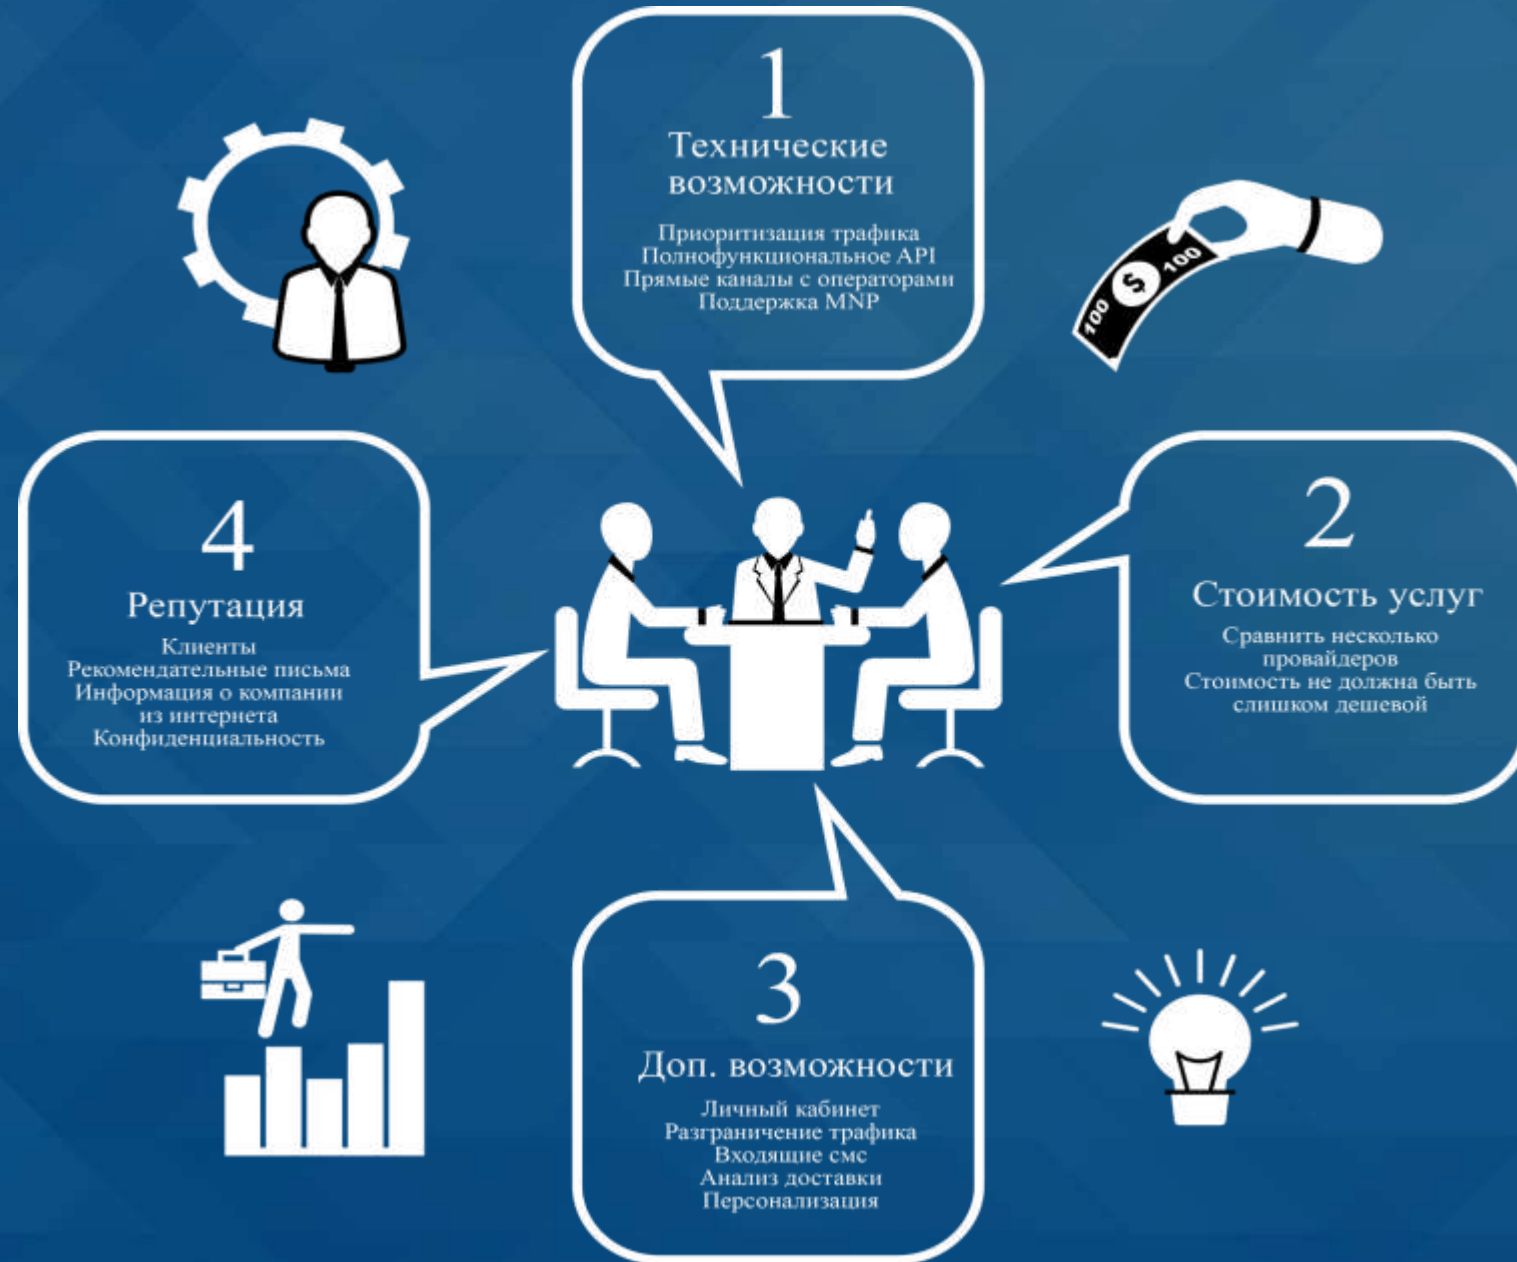 1
Технические
возможности
Приоритизация трафика
Полнофункциональное API
Прямые каналы с операторами
Поддержка MNP
100 $ 100
2
Стоимость услуг
Сравнить несколько
провайдеров
Стоимость не должна быть
слишком дешевой
3
Доп. возможности
Личный кабинет
Разграничение трафика
Входящие смс
Анализ доставки
Персонализация
4
Репутация
Клиенты
Рекомендательные письма
Информация о компании
из интернета
Конфиденциальность